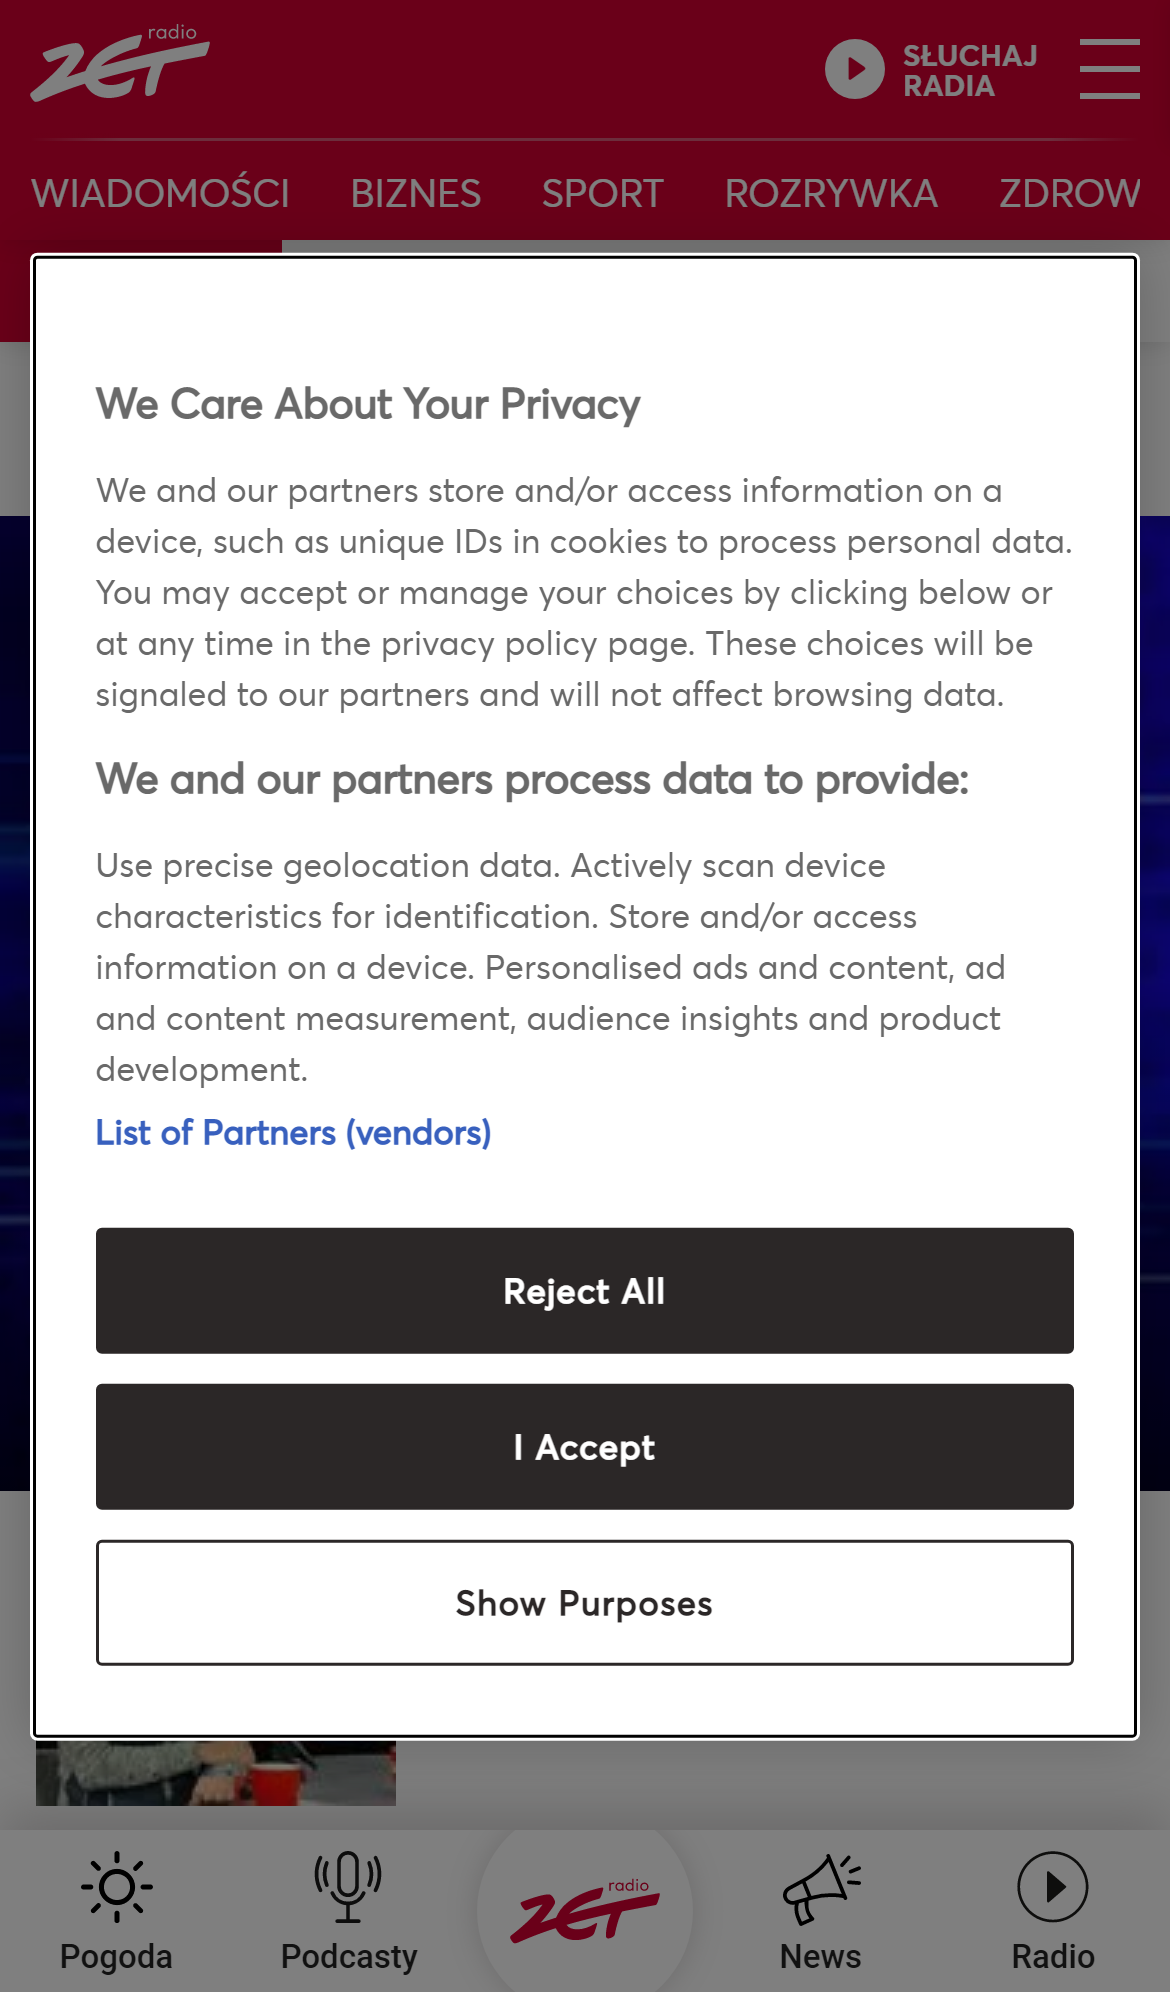 radio
ZET
SŁUCHAJ
RADIA
WIADOMOŚCI BIZNES SPORT ROZRYWKA ZDROW
We Care About Your Privacy
We and our partners store and/or access information on a
device, such as unique IDs in cookies to process personal data.
You may accept or manage your choices by clicking below or
at any time in the privacy policy page. These choices will be
signaled to our partners and will not affect browsing data.
We and our partners process data to provide:
Use precise geolocation data. Actively scan device
characteristics for identification. Store and/or access
information on a device. Personalised ads and content, ad
and content measurement, audience insights and product
development.
List of Partners (vendors)
Reject All
I Accept
Show Purposes
radio
ZET
Pogoda Podcasty News Radio